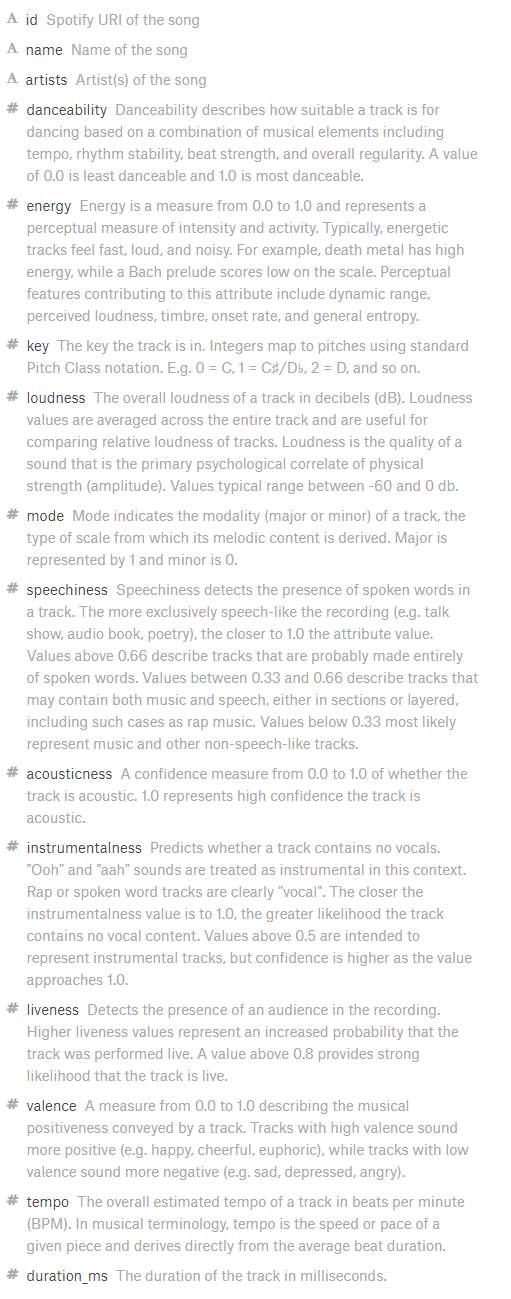 A id Spotify URI of the song
A name Name of the song
A artists Artist(s) of the song
# danceability Danceability describes how suitable a track is for
dancing based on a combination of musical elements including
tempo, rhythm stability, beat strength, and overall regularity. A value
of 0.0 is least danceable and 1.0 is most danceable.
# energy Energy is a measure from 0.0 to 1.0 and represents a
perceptual measure of intensity and activity. Typically, energetic
tracks feel fast, loud, and noisy. For example, death metal has high
energy, while a Bach prelude scores low on the scale. Perceptual
features contributing to this attribute include dynamic range,
perceived loudness, timbre, onset rate, and general entropy.
# key The key the track is in. Integers map to pitches using standard
Pitch Class notation. E.g. 0 = C, 1 = C♯/D♭, 2 = D, and so on.
# loudness The overall loudness of a track in decibels (dB). Loudness
values are averaged across the entire track and are useful for
comparing relative loudness of tracks. Loudness is the quality of a
sound that is the primary psychological correlate of physical
strength (amplitude). Values typical range between -60 and 0 db.
# mode Mode indicates the modality (major or minor) of a track, the
type of scale from which its melodic content is derived. Major is
represented by 1 and minor is 0.
# speechiness Speechiness detects the presence of spoken words in
a track. The more exclusively speech-like the recording (e.g. talk
show, audio book, poetry), the closer to 1.0 the attribute value.
Values above 0.66 describe tracks that are probably made entirely
of spoken words. Values between 0.33 and 0.66 describe tracks that
may contain both music and speech, either in sections or layered,
including such cases as rap music. Values below 0.33 most likely
represent music and other non-speech-like tracks.
# acousticness A confidence measure from 0.0 to 1.0 of whether the
track is acoustic. 1.0 represents high confidence the track is
acoustic.
# instrumentalness Predicts whether a track contains no vocals.
"Ooh" and "aah" sounds are treated as instrumental in this context.
Rap or spoken word tracks are clearly "vocal". The closer the
instrumentalness value is to 1.0, the greater likelihood the track
contains no vocal content. Values above 0.5 are intended to
represent instrumental tracks, but confidence is higher as the value
approaches 1.0.
# liveness Detects the presence of an audience in the recording.
Higher liveness values represent an increased probability that the
track was performed live. A value above 0.8 provides strong
likelihood that the track is live.
# valence A measure from 0.0 to 1.0 describing the musical
positiveness conveyed by a track. Tracks with high valence sound
more positive (e.g. happy, cheerful, euphoric), while tracks with low
valence sound more negative (e.g. sad, depressed, angry).
# tempo The overall estimated tempo of a track in beats per minute
(BPM). In musical terminology, tempo is the speed or pace of a
given piece and derives directly from the average beat duration.
# duration_ms The duration of the track in milliseconds.